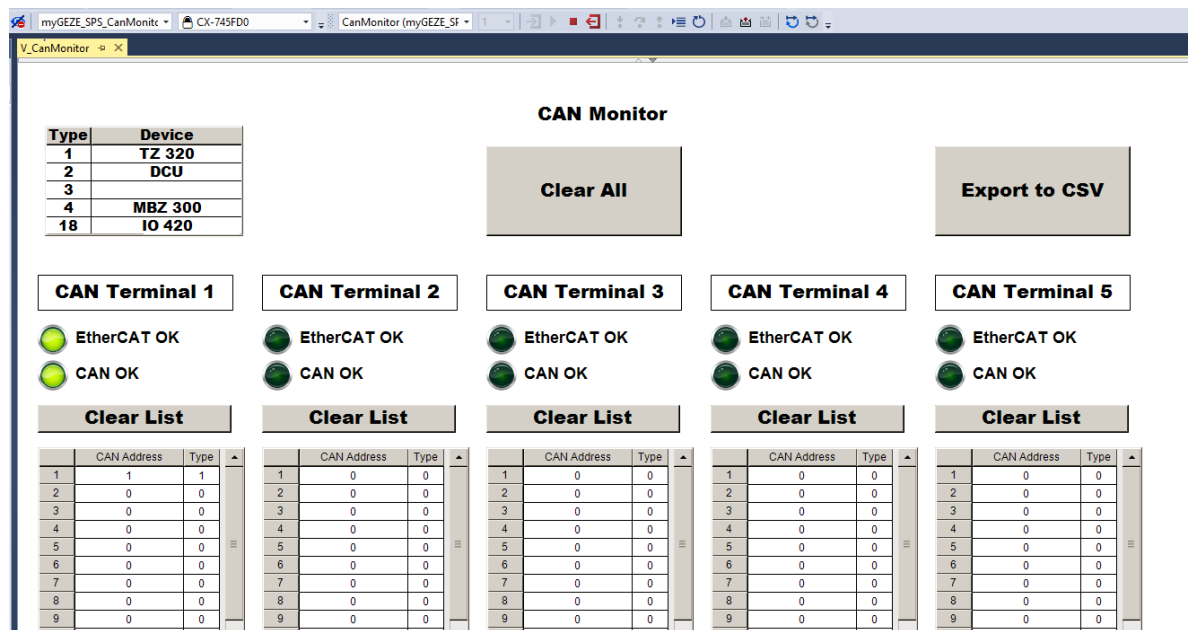 myGEZE_SPS_CanMonitc CX-745FD0 CanMonitor (myGEZE_SF 1
V_CanMonitor
CAN Monitor
Type Device
1 TZ 320
2 DCU
3
4 MBZ 300
18 IO 420
Clear All
Export to CSV
CAN Terminal 1 CAN Terminal 2 CAN Terminal 3 CAN Terminal 4 CAN Terminal 5
EtherCAT OK EtherCAT OK EtherCAT OK EtherCAT OK EtherCAT OK
CAN OK CAN OK CAN OK CAN OK CAN OK
Clear List Clear List Clear List Clear List Clear List
CAN Address Type CAN Address Type CAN Address Type CAN Address Type CAN Address Type
1 1 1 1 0 0 1 0 0 1 0 0 1 0 0
2 0 0 2 0 0 2 0 0 2 0 0 2 0 0
3 0 0 3 0 0 3 0 0 3 0 0 3 0 0
4 0 0 4 0 0 4 0 0 4 0 0 4 0 0
5 0 0 5 0 0 5 0 0 5 0 0 5 0 0
6 0 0 6 0 0 6 0 0 6 0 0 6 0 0
7 0 0 7 0 0 7 0 0 7 0 0 7 0 0
8 0 0 8 0 0 8 0 0 8 0 0 8 0 0
9 0 0 9 0 0 9 0 0 9 0 0 9 0 0